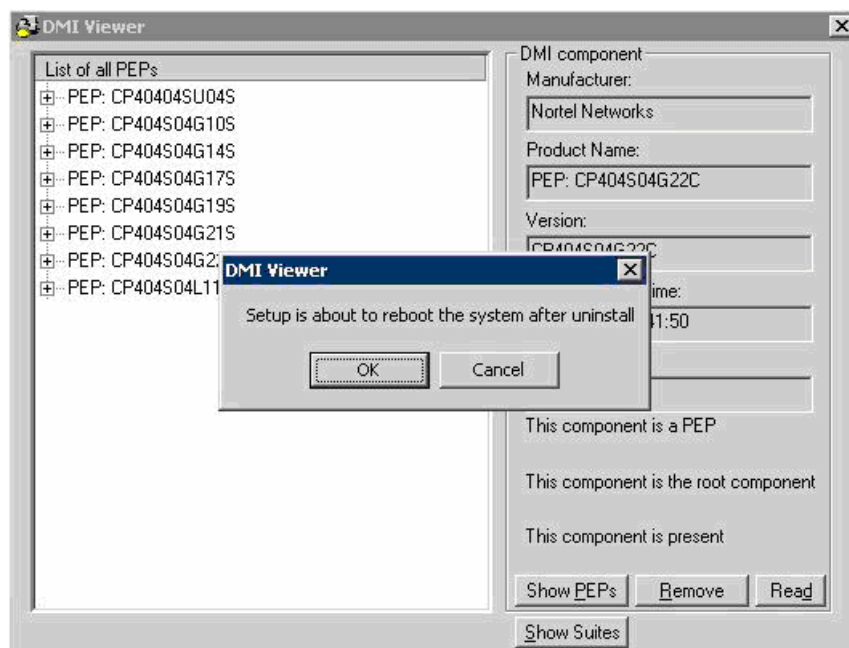 DMI Viewer
List of all PEPs
PEP: CP40404SU04S
PEP: CP404S04G10S
PEP: CP404S04G14S
PEP: CP404S04G17S
PEP: CP404S04G19S
PEP: CP404S04G21S
PEP: CP404S04G2
PEP: CP404S04L11
DMI component
Manufacturer:
Nortel Networks
Product Name:
PEP: CP404S04G22C
Version:
CP404S04G22C
ime:
41:50
This component is a PEP
This component is the root component
This component is present
Show PEPs
Remove
Read
Show Suites
DMI Viewer
Setup is about to reboot the system after uninstall
OK
Cancel